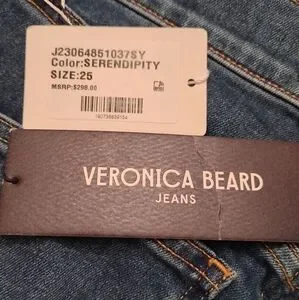 J23064851037SY
Color:SERENDIPITY
SIZE:25
MSRP:$298.00
VERONICA BEARD
JEANS